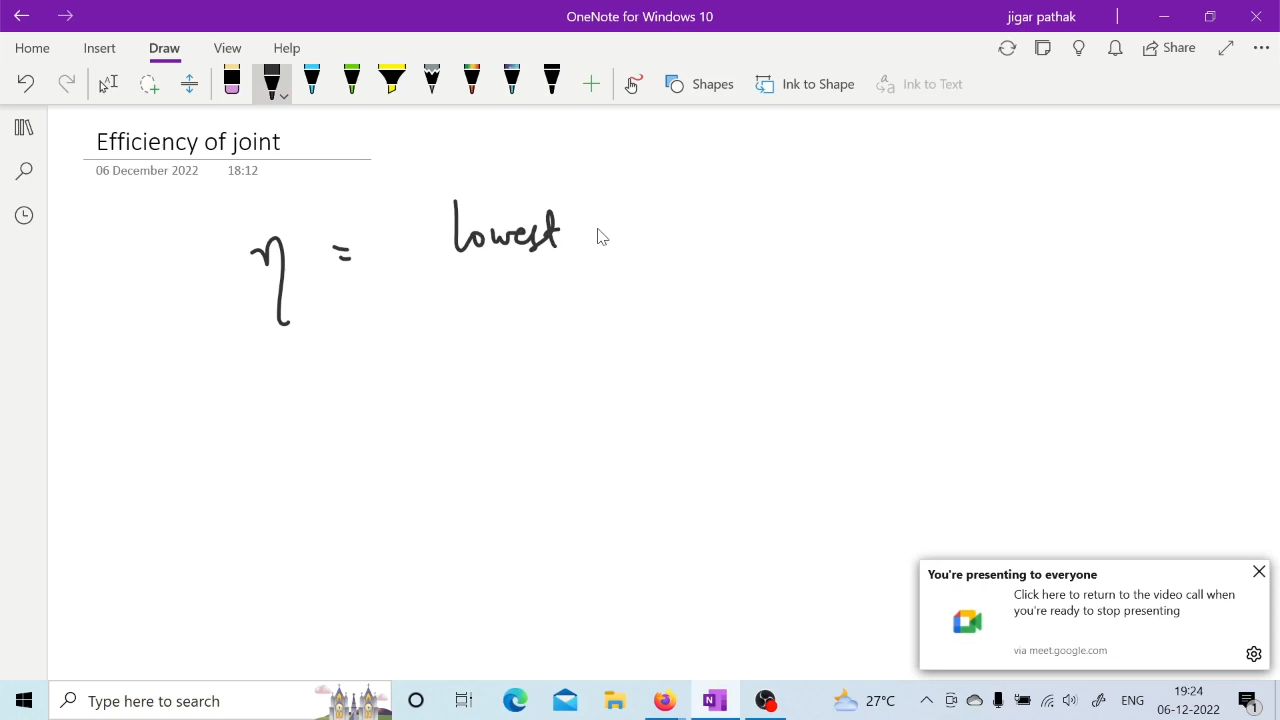 OneNote for Windows 10
jigar pathak
Home Insert Draw View Help
Share
Shapes
Ink to Shape
Ink to Text
Efficiency of joint
06 December 2022 18:12
η = lowest
You're presenting to everyone
Click here to return to the video call when
you're ready to stop presenting
via meet.google.com
Type here to search
27°C
ENG
19:24
06-12-2022
1